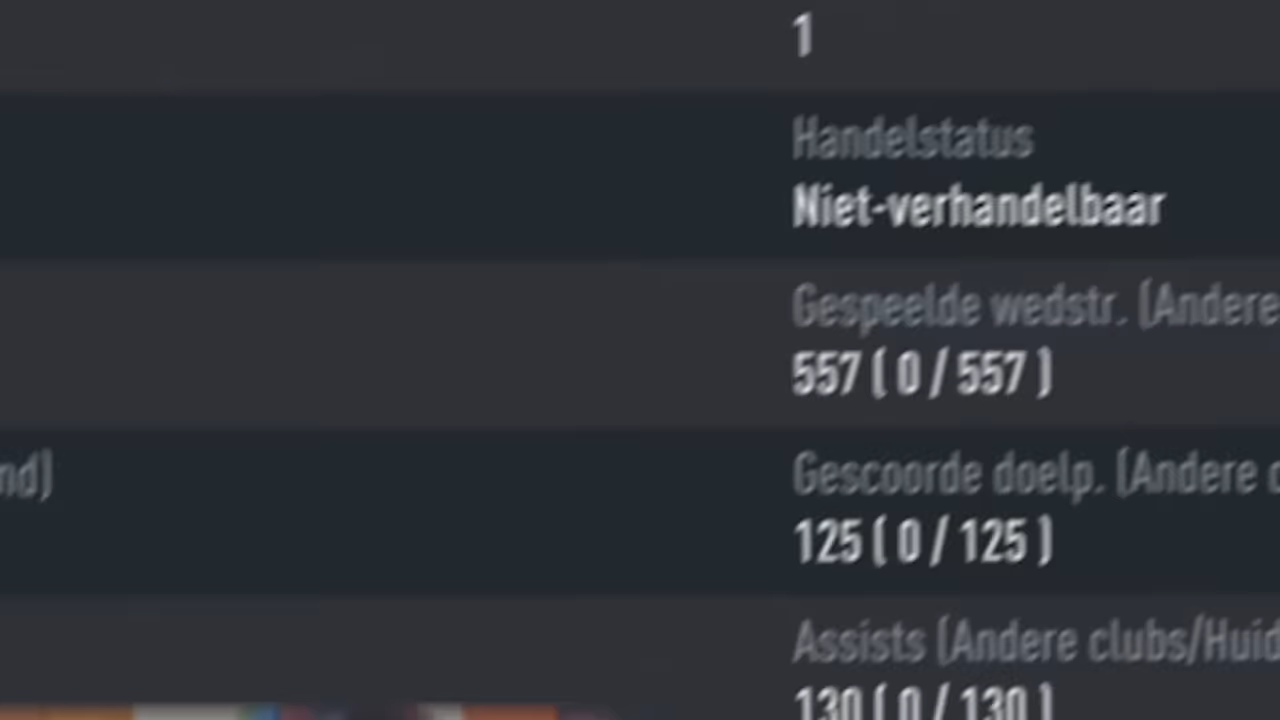 1
Handelstatus
Niet-verhandelbaar
Gespeelde wedstr. (Andere
557 ( 0 / 557 )
nd)
Gescoorde doelp. (Andere c
125 ( 0 / 125 )
Assists (Andere clubs/Huid
130 ( 0 / 130 )